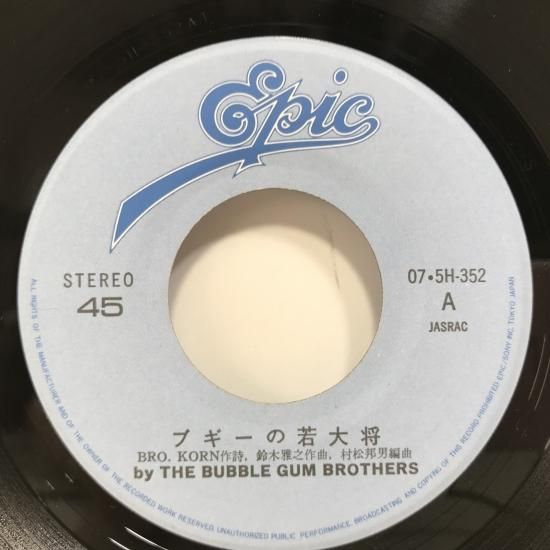 Epic
STEREO
45
07•5H-352
A
JASRAC
ブギーの若大将
BRO. KORN作詩, 鈴木雅之作曲, 村松邦男編曲
by THE BUBBLE GUM BROTHERS
ALL RIGHTS OF THE MANUFACTURER AND OF THE OWNER OF THE RECORDED WORK RESERVED. UNAUTHORIZED PUBLIC PERFORMANCE, BROADCASTING AND COPYING OF THIS RECORD PROHIBITED EPIC/SONY INC. TOKYO JAPAN